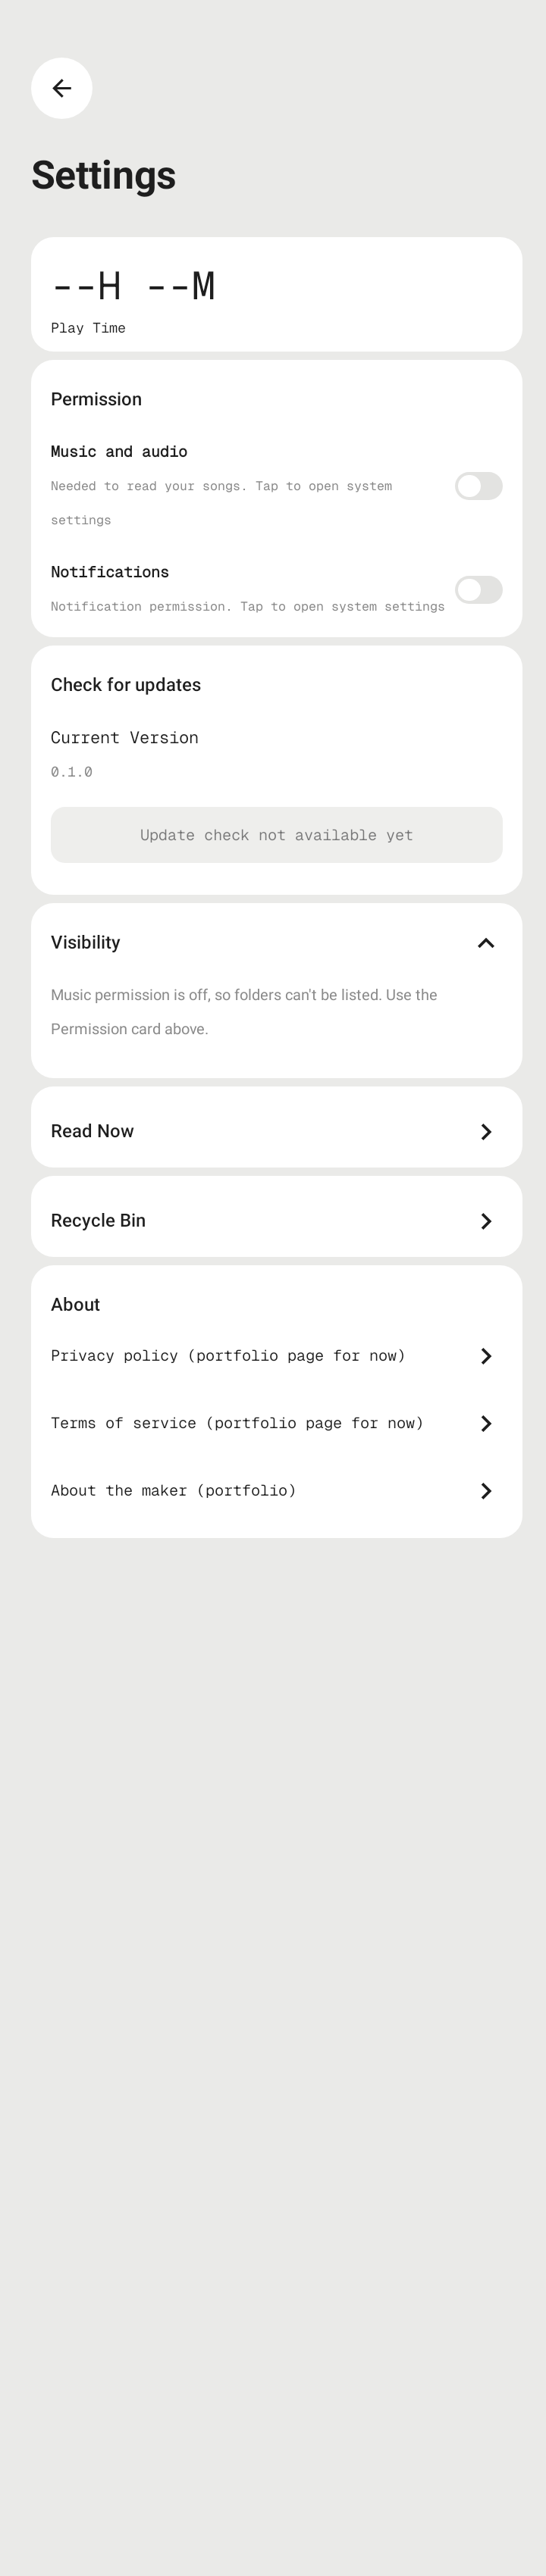 Settings
--H --M
Play Time
Permission
Music and audio
Needed to read your songs. Tap to open system
settings
Notifications
Notification permission. Tap to open system settings
Check for updates
Current Version
0.1.0
Update check not available yet
Visibility
Music permission is off, so folders can't be listed. Use the
Permission card above.
Read Now
Recycle Bin
About
Privacy policy (portfolio page for now)
Terms of service (portfolio page for now)
About the maker (portfolio)